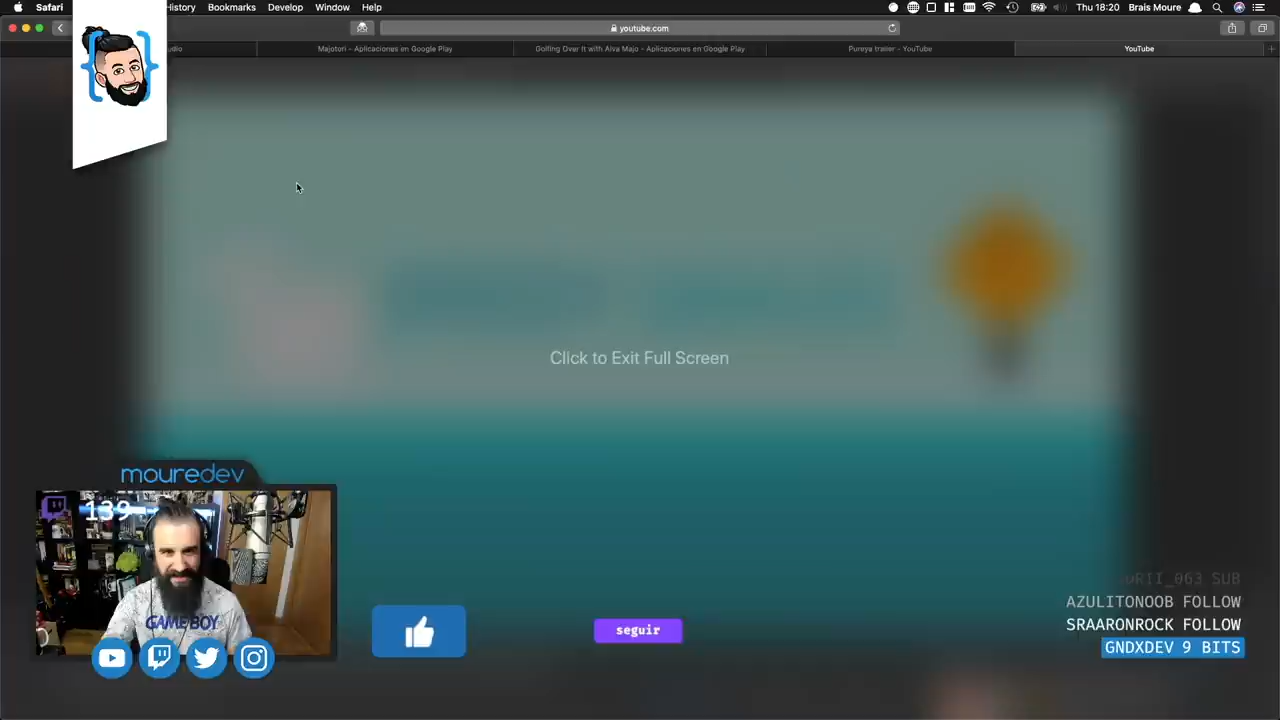 Safari
History
Bookmarks
Develop
Window
Help
Thu 18:20
Brais Moure
youtube.com
Majotori - Aplicaciones en Google Play
Golfing Over It with Alva Majo - Aplicaciones en Google Play
Pureya trailer - YouTube
YouTube
Click to Exit Full Screen
mouredev
139
GAME BOY
seguir
SUB
AZULITONOOB FOLLOW
SRAARONROCK FOLLOW
GNDXDEV 9 BITS